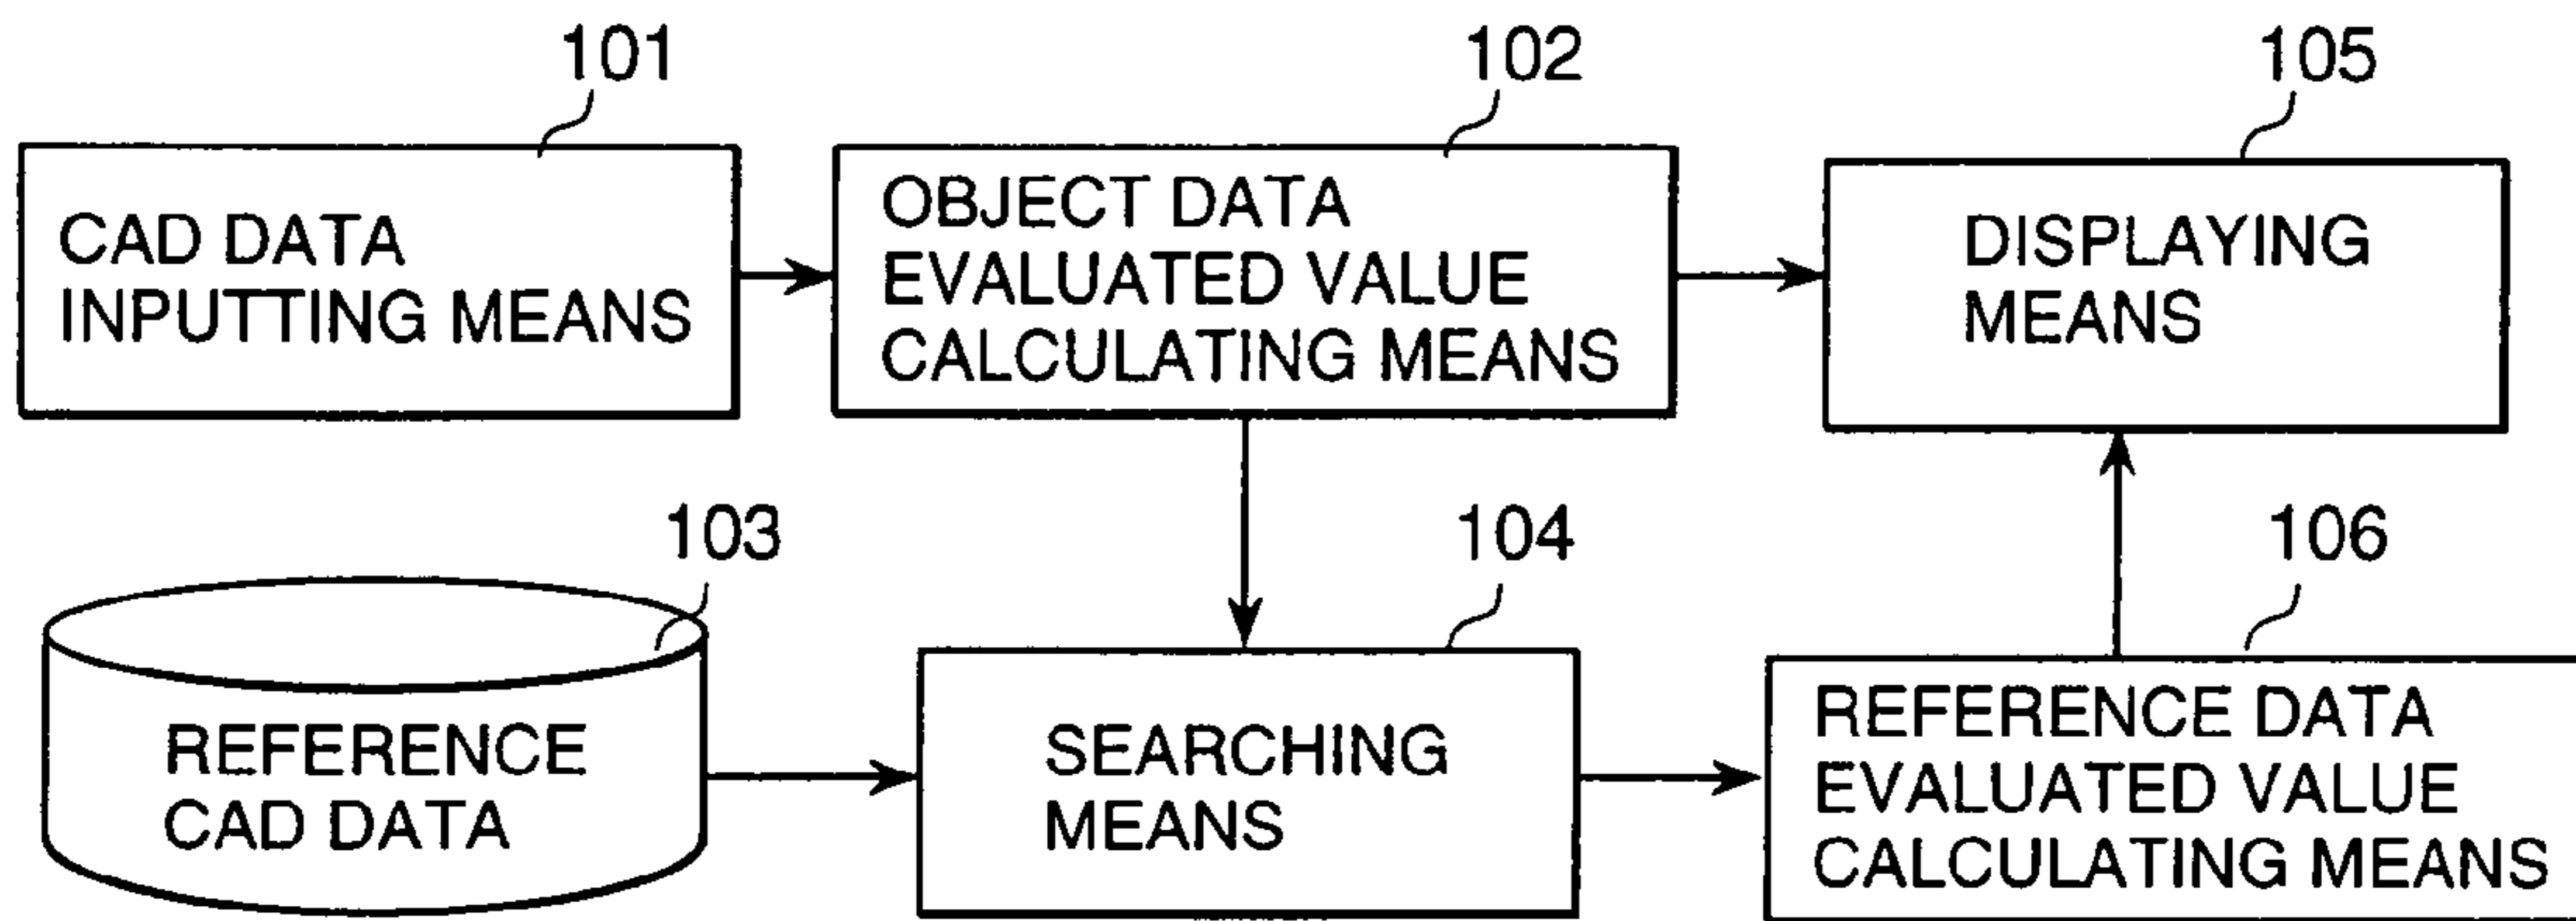 101
CAD DATA
INPUTTING MEANS
102
OBJECT DATA
EVALUATED VALUE
CALCULATING MEANS
105
DISPLAYING
MEANS
103
REFERENCE
CAD DATA
104
SEARCHING
MEANS
106
REFERENCE DATA
EVALUATED VALUE
CALCULATING MEANS